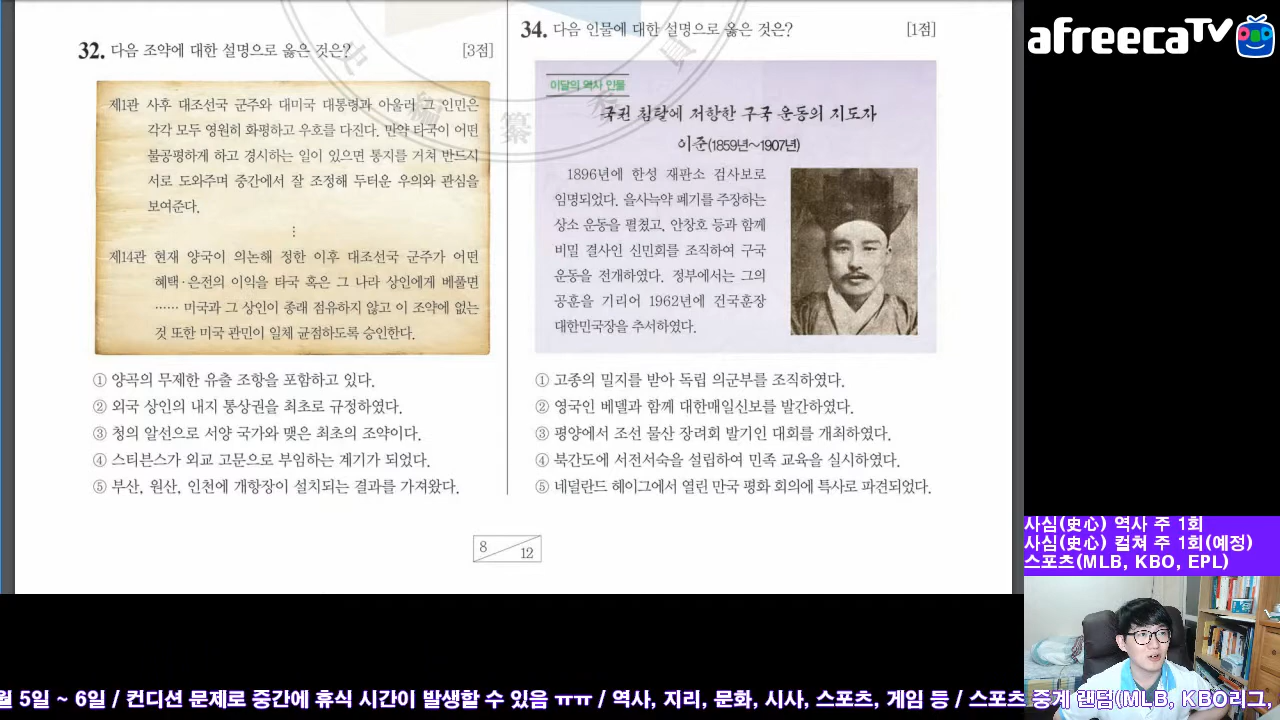 32. 다음 조약에 대한 설명으로 옳은 것은? [3점]
제1관 사후 대조선국 군주와 대미국 대통령과 아울러 그 인민은
각각 모두 영원히 화평하고 우호를 다진다. 만약 타국이 어떤
불공평하게 하고 경시하는 일이 있으면 통지를 거쳐 반드시
서로 도와주며 중간에서 잘 조정해 두터운 우의와 관심을
보여준다.
⋮
제14관 현재 양국이 의논해 정한 이후 대조선국 군주가 어떤
혜택·은전의 이익을 타국 혹은 그 나라 상인에게 베풀면
…… 미국과 그 상인이 종래 점유하지 않고 이 조약에 없는
것 또한 미국 관민이 일체 균점하도록 승인한다.
① 양곡의 무제한 유출 조항을 포함하고 있다.
② 외국 상인의 내지 통상권을 최초로 규정하였다.
③ 청의 알선으로 서양 국가와 맺은 최초의 조약이다.
④ 스티븐스가 외교 고문으로 부임하는 계기가 되었다.
⑤ 부산, 원산, 인천에 개항장이 설치되는 결과를 가져왔다.
34. 다음 인물에 대한 설명으로 옳은 것은? [1점]
이달의 역사 인물
국권 침탈에 저항한 구국 운동의 지도자
이준(1859년~1907년)
1896년에 한성 재판소 검사보로
임명되었다. 을사늑약 폐기를 주장하는
상소 운동을 펼쳤고, 안창호 등과 함께
비밀 결사인 신민회를 조직하여 구국
운동을 전개하였다. 정부에서는 그의
공훈을 기리어 1962년에 건국훈장
대한민국장을 추서하였다.
① 고종의 밀지를 받아 독립 의군부를 조직하였다.
② 영국인 베델과 함께 대한매일신보를 발간하였다.
③ 평양에서 조선 물산 장려회 발기인 대회를 개최하였다.
④ 북간도에 서전서숙을 설립하여 민족 교육을 실시하였다.
⑤ 네덜란드 헤이그에서 열린 만국 평화 회의에 특사로 파견되었다.
8 12
afreecaTV
사심(史心) 역사 주 1회
사심(史心) 컬쳐 주 1회(예정)
스포츠(MLB, KBO, EPL)
월 5일 ~ 6일 / 컨디션 문제로 중간에 휴식 시간이 발생할 수 있음 ㅠㅠ / 역사, 지리, 문화, 시사, 스포츠, 게임 등 / 스포츠 중계 랜덤(MLB, KBO리그,